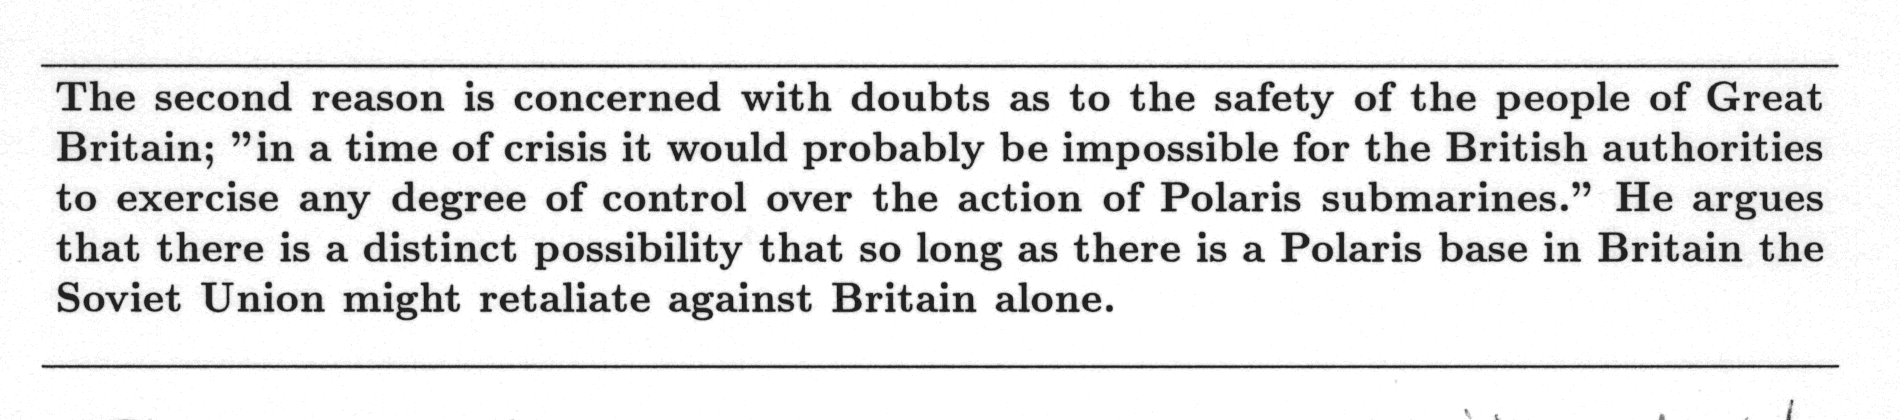 The second reason is concerned with doubts as to the safety of the people of Great
Britain; ”in a time of crisis it would probably be impossible for the British authorities
to exercise any degree of control over the action of Polaris submarines.” He argues
that there is a distinct possibility that so long as there is a Polaris base in Britain the
Soviet Union might retaliate against Britain alone.